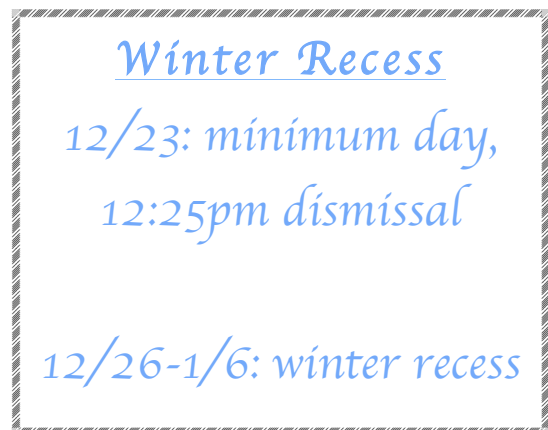 Winter Recess
12/23: minimum day,
12:25pm dismissal
12/26-1/6: winter recess